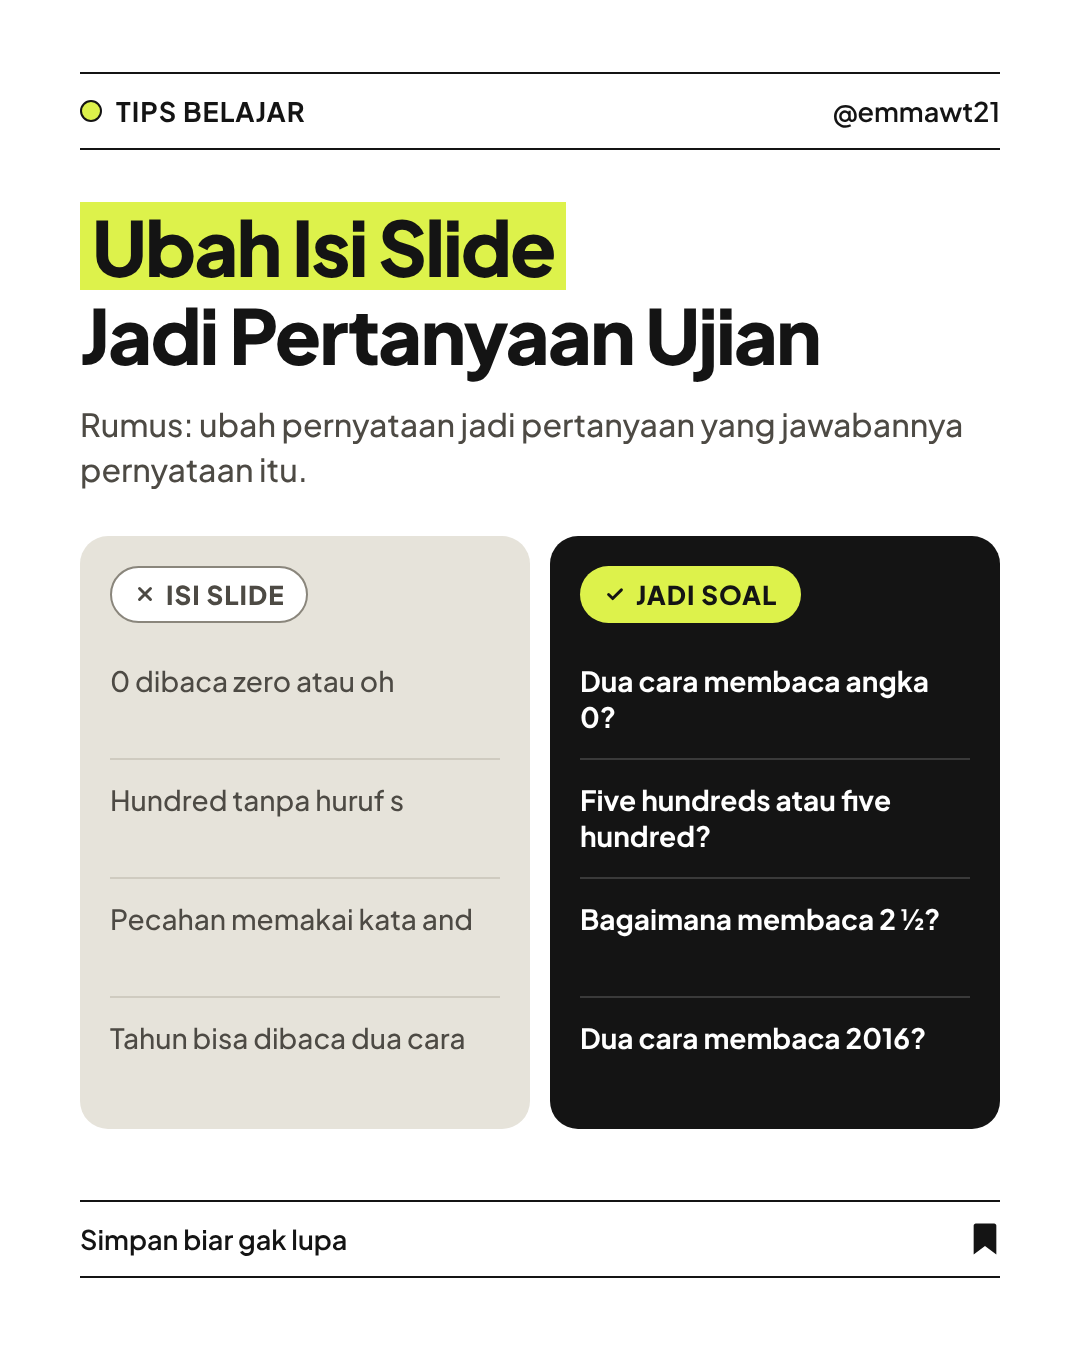 TIPS BELAJAR
@emmawt21
Ubah Isi Slide
Jadi Pertanyaan Ujian
Rumus: ubah pernyataan jadi pertanyaan yang jawabannya
pernyataan itu.
ISI SLIDE
0 dibaca zero atau oh
Hundred tanpa huruf s
Pecahan memakai kata and
Tahun bisa dibaca dua cara
JADI SOAL
Dua cara membaca angka
0?
Five hundreds atau five
hundred?
Bagaimana membaca 2 ½?
Dua cara membaca 2016?
Simpan biar gak lupa